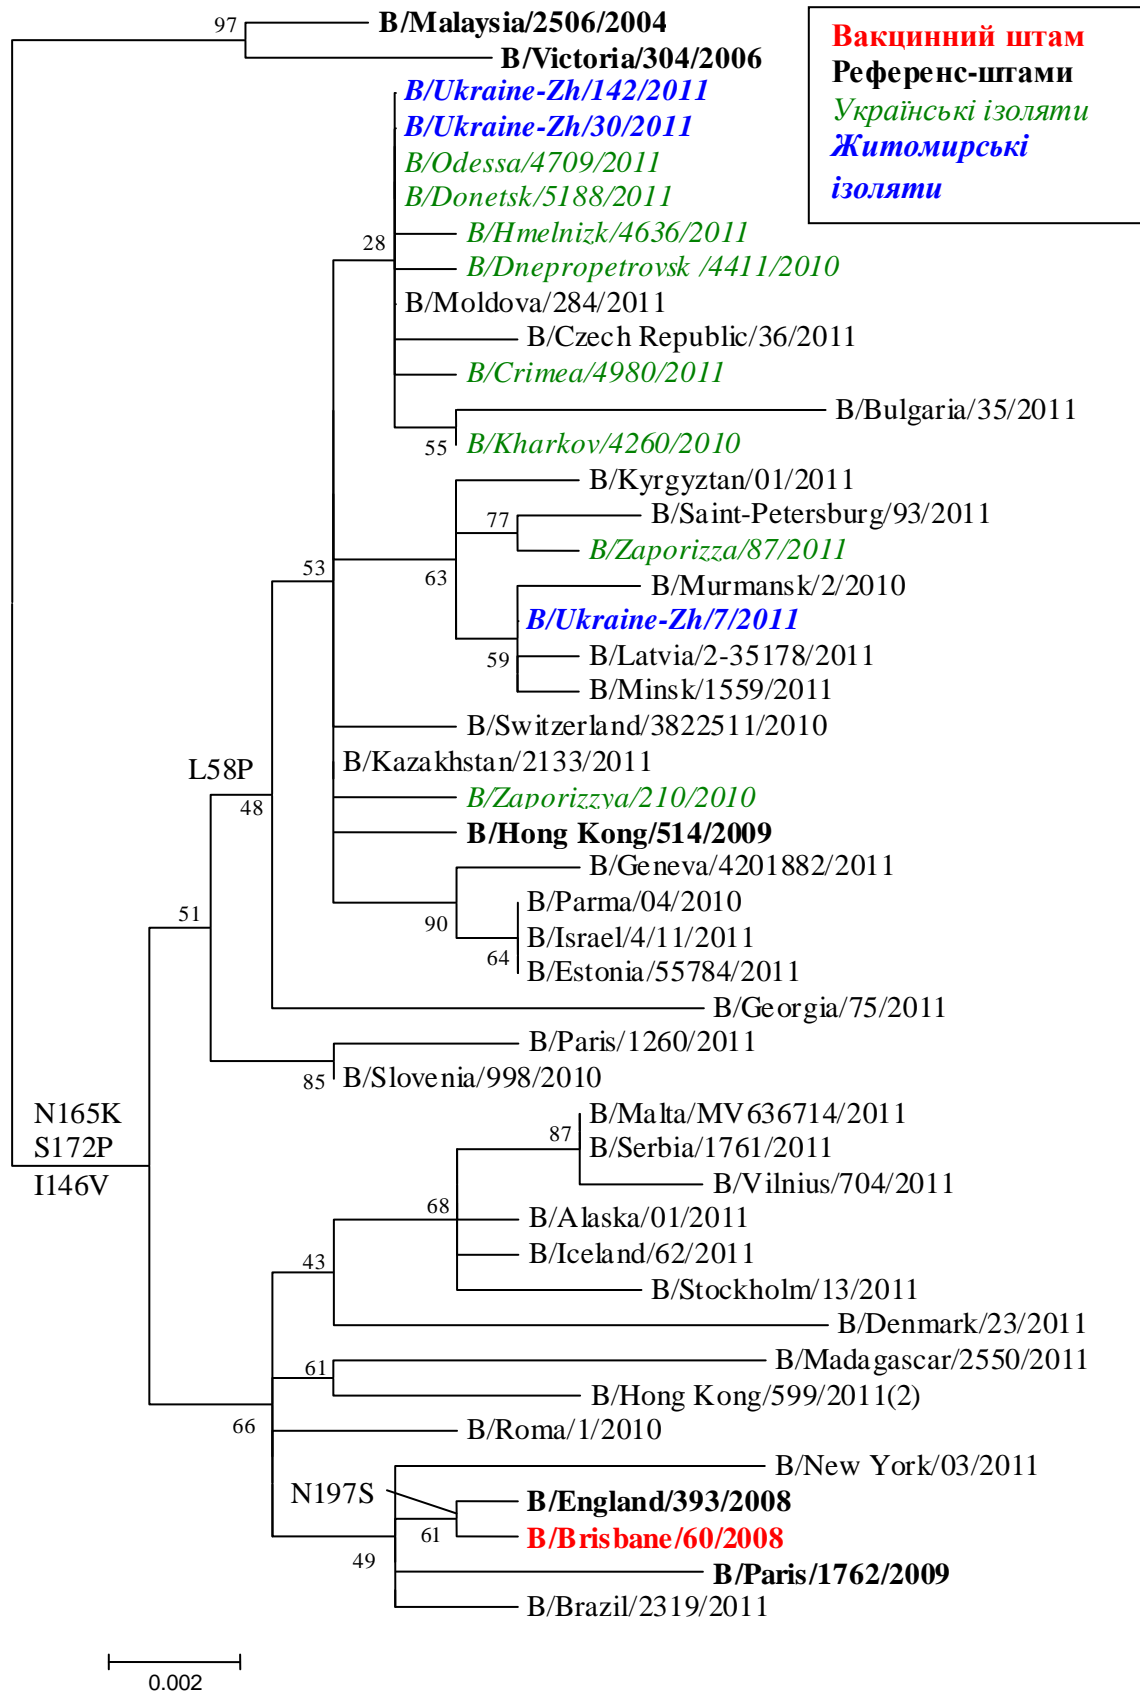 97
B/Malaysia/2506/2004
B/Victoria/304/2006
Вакцинний штам
Референс-штами
Українські ізоляти
Житомирські
ізоляти
B/Ukraine-Zh/142/2011
B/Ukraine-Zh/30/2011
B/Odessa/4709/2011
B/Donetsk/5188/2011
B/Hmelnizk/4636/2011
28
B/Dnepropetrovsk /4411/2010
B/Moldova/284/2011
B/Czech Republic/36/2011
B/Crimea/4980/2011
B/Bulgaria/35/2011
55
B/Kharkov/4260/2010
B/Kyrgyztan/01/2011
B/Saint-Petersburg/93/2011
77
B/Zaporizza/87/2011
53
63
B/Murmansk/2/2010
B/Ukraine-Zh/7/2011
B/Latvia/2-35178/2011
59
B/Minsk/1559/2011
B/Switzerland/3822511/2010
B/Kazakhstan/2133/2011
L58P
48
B/Zaporizzya/210/2010
B/Hong Kong/514/2009
B/Geneva/4201882/2011
B/Parma/04/2010
51
90
B/Israel/4/11/2011
64
B/Estonia/55784/2011
B/Georgia/75/2011
B/Paris/1260/2011
85
B/Slovenia/998/2010
N165K
S172P
I146V
B/Malta/MV636714/2011
87
B/Serbia/1761/2011
B/Vilnius/704/2011
68
B/Alaska/01/2011
B/Iceland/62/2011
43
B/Stockholm/13/2011
B/Denmark/23/2011
B/Madagascar/2550/2011
61
B/Hong Kong/599/2011(2)
66
B/Roma/1/2010
B/New York/03/2011
N197S
B/England/393/2008
61
B/Brisbane/60/2008
49
B/Paris/1762/2009
B/Brazil/2319/2011
0.002